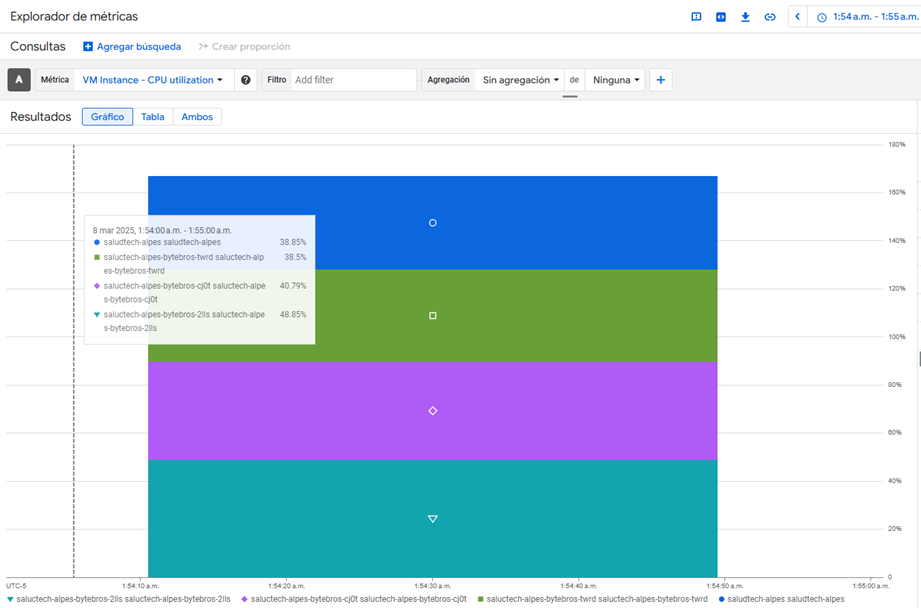 Explorador de métricas
1:54 a.m. - 1:55 a.m.
Consultas
Agregar búsqueda
Crear proporción
A
Métrica
VM Instance - CPU utilization
Filtro
Add filter
Agregación
Sin agregación
de
Ninguna
Resultados
Gráfico
Tabla
Ambos
180%
160%
140%
120%
100%
80%
60%
40%
20%
0
8 mar 2025, 1:54:00 a.m. - 1:55:00 a.m.
saludtech-alpes saludtech-alpes 38.85%
saluctech-alpes-bytebros-twrd saluctech-alp 38.5%
es-bytebros-twrd
saluctech-alpes-bytebros-cj0t saluctech-alpe 40.79%
s-bytebros-cj0t
saluctech-alpes-bytebros-2lls saluctech-alpe 48.85%
s-bytebros-2lls
UTC-5
1:54:10 a.m.
1:54:20 a.m.
1:54:30 a.m.
1:54:40 a.m.
1:54:50 a.m.
1:55:00 a.m.
saluctech-alpes-bytebros-2lls saluctech-alpes-bytebros-2lls
saluctech-alpes-bytebros-cj0t saluctech-alpes-bytebros-cj0t
saluctech-alpes-bytebros-twrd saluctech-alpes-bytebros-twrd
saludtech-alpes saludtech-alpes